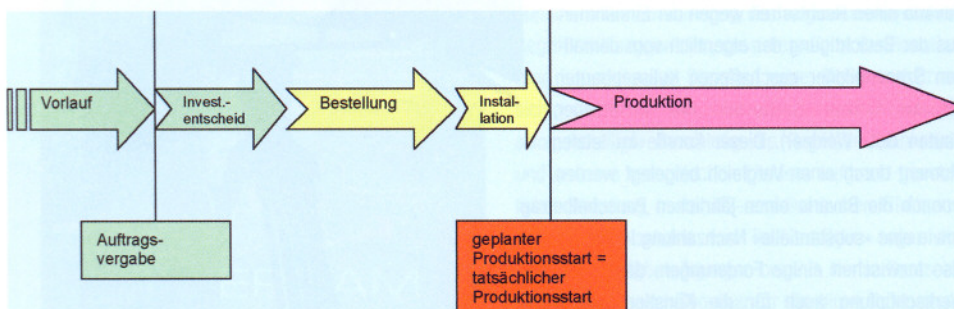 Vorlauf
Invest.-
entscheid
Bestellung
Instal-
lation
Produktion
Auftrags-
vergabe
geplanter
Produktionsstart =
tatsächlicher
Produktionsstart